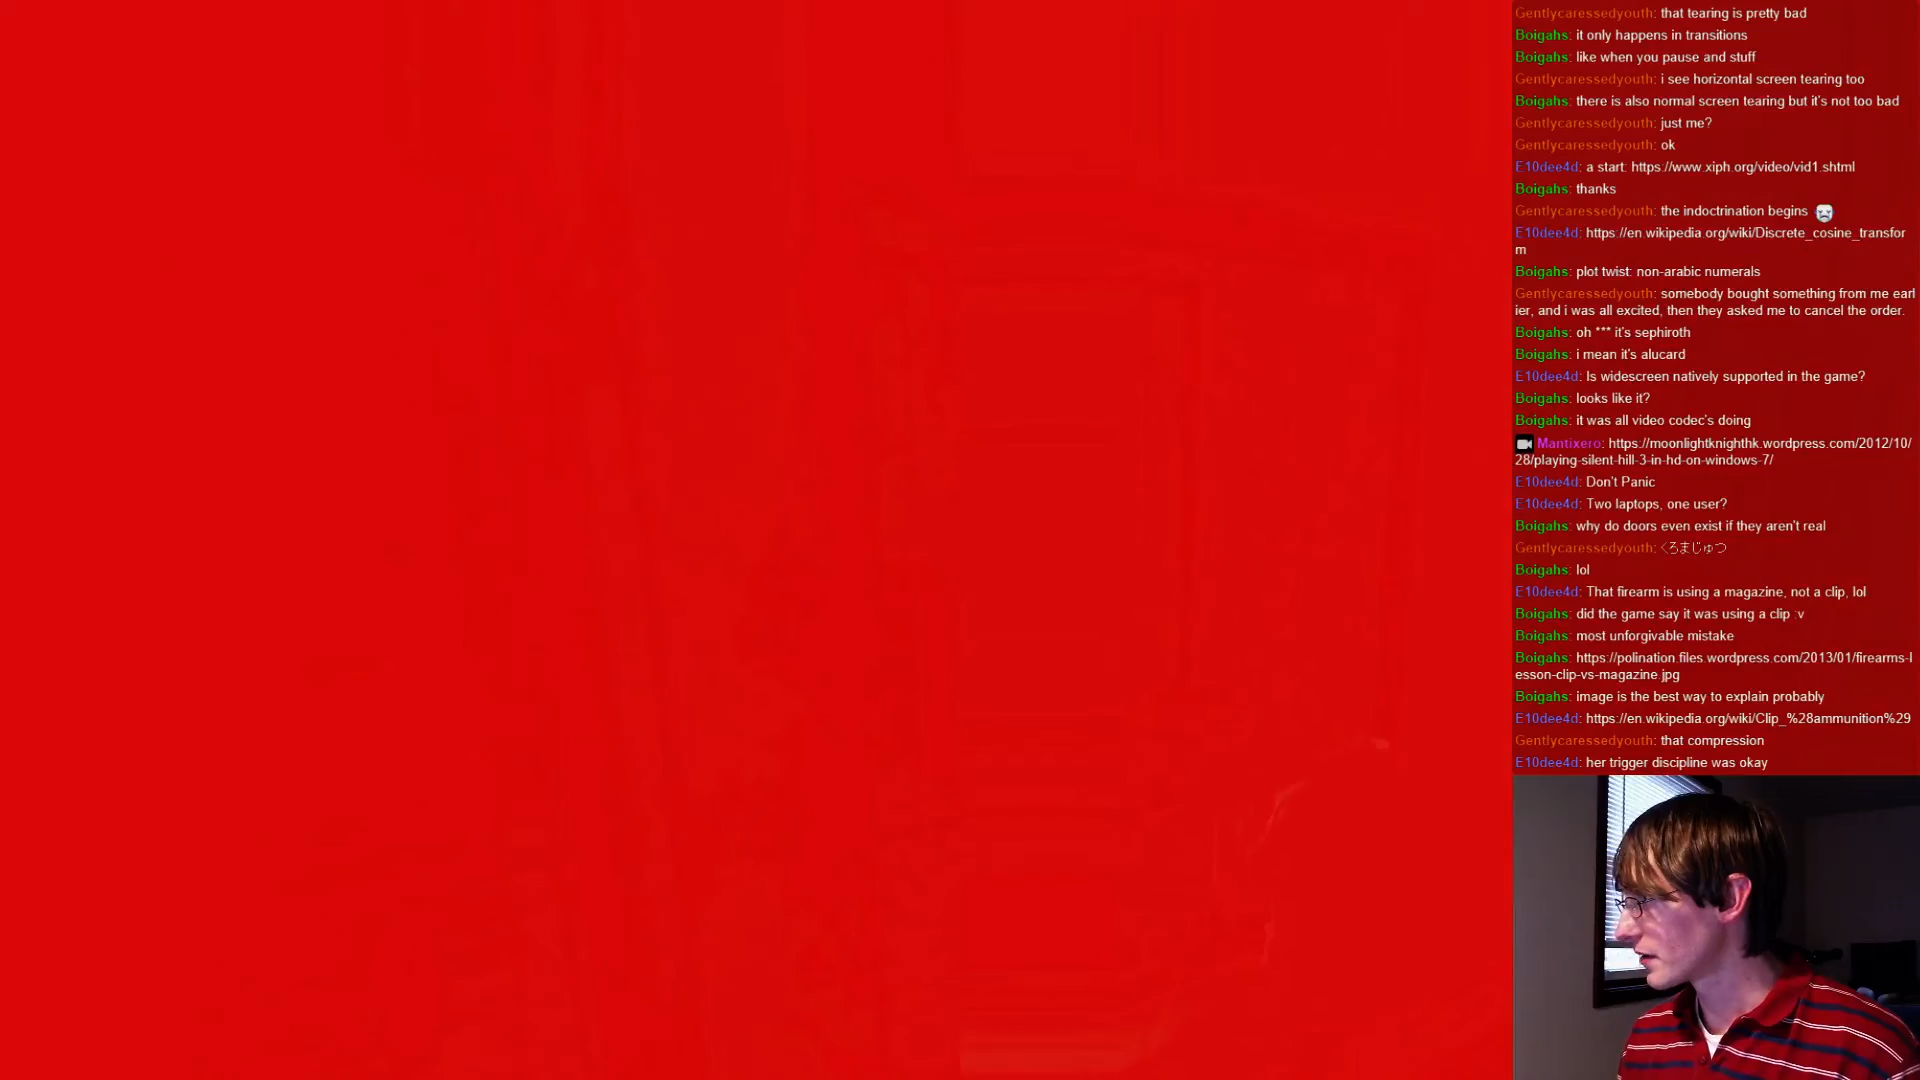 Gentlycaressedyouth: that tearing is pretty bad
Boigahs: it only happens in transitions
Boigahs: like when you pause and stuff
Gentlycaressedyouth: i see horizontal screen tearing too
Boigahs: there is also normal screen tearing but it's not too bad
Gentlycaressedyouth: just me?
Gentlycaressedyouth: ok
E10dee4d: a start: https://www.xiph.org/video/vid1.shtml
Boigahs: thanks
Gentlycaressedyouth: the indoctrination begins
E10dee4d: https://en.wikipedia.org/wiki/Discrete_cosine_transfor
m
Boigahs: plot twist: non-arabic numerals
Gentlycaressedyouth: somebody bought something from me earl
ier, and i was all excited, then they asked me to cancel the order.
Boigahs: oh *** it's sephiroth
Boigahs: i mean it's alucard
E10dee4d: Is widescreen natively supported in the game?
Boigahs: looks like it?
Boigahs: it was all video codec's doing
Mantixero: https://moonlightknighthk.wordpress.com/2012/10/
28/playing-silent-hill-3-in-hd-on-windows-7/
E10dee4d: Don't Panic
E10dee4d: Two laptops, one user?
Boigahs: why do doors even exist if they aren't real
Gentlycaressedyouth: くろまじゅつ
Boigahs: lol
E10dee4d: That firearm is using a magazine, not a clip, lol
Boigahs: did the game say it was using a clip :v
Boigahs: most unforgivable mistake
Boigahs: https://polination.files.wordpress.com/2013/01/firearms-l
esson-clip-vs-magazine.jpg
Boigahs: image is the best way to explain probably
E10dee4d: https://en.wikipedia.org/wiki/Clip_%28ammunition%29
Gentlycaressedyouth: that compression
E10dee4d: her trigger discipline was okay